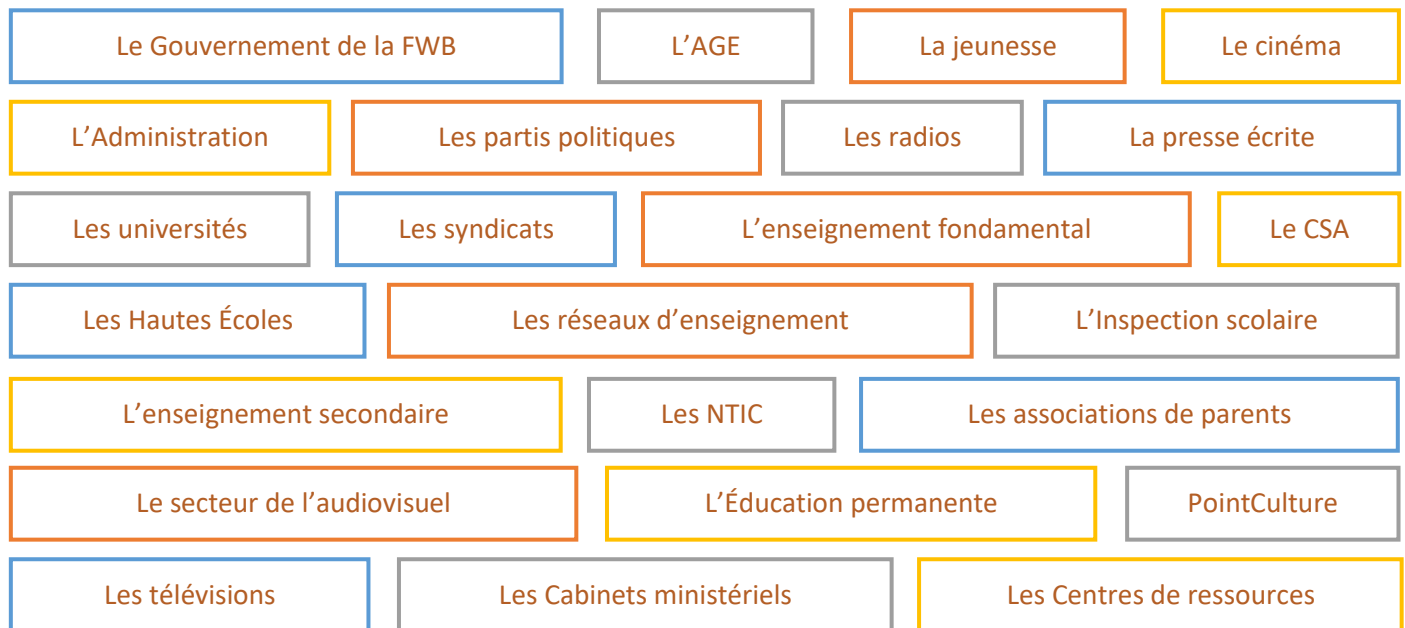 Le Gouvernement de la FWB L’AGE La jeunesse Le cinéma
L’Administration Les partis politiques Les radios La presse écrite
Les universités Les syndicats L’enseignement fondamental Le CSA
Les Hautes Écoles Les réseaux d’enseignement L’Inspection scolaire
L’enseignement secondaire Les NTIC Les associations de parents
Le secteur de l’audiovisuel L’Éducation permanente PointCulture
Les télévisions Les Cabinets ministériels Les Centres de ressources